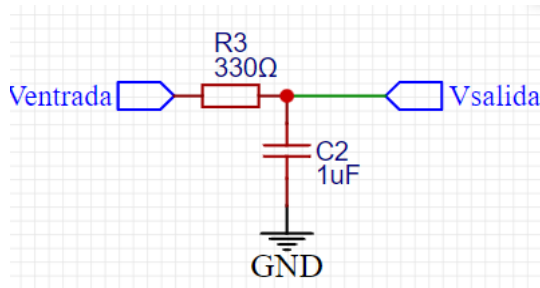 R3
330Ω
Ventrada
Vsalida
C2
1uF
GND